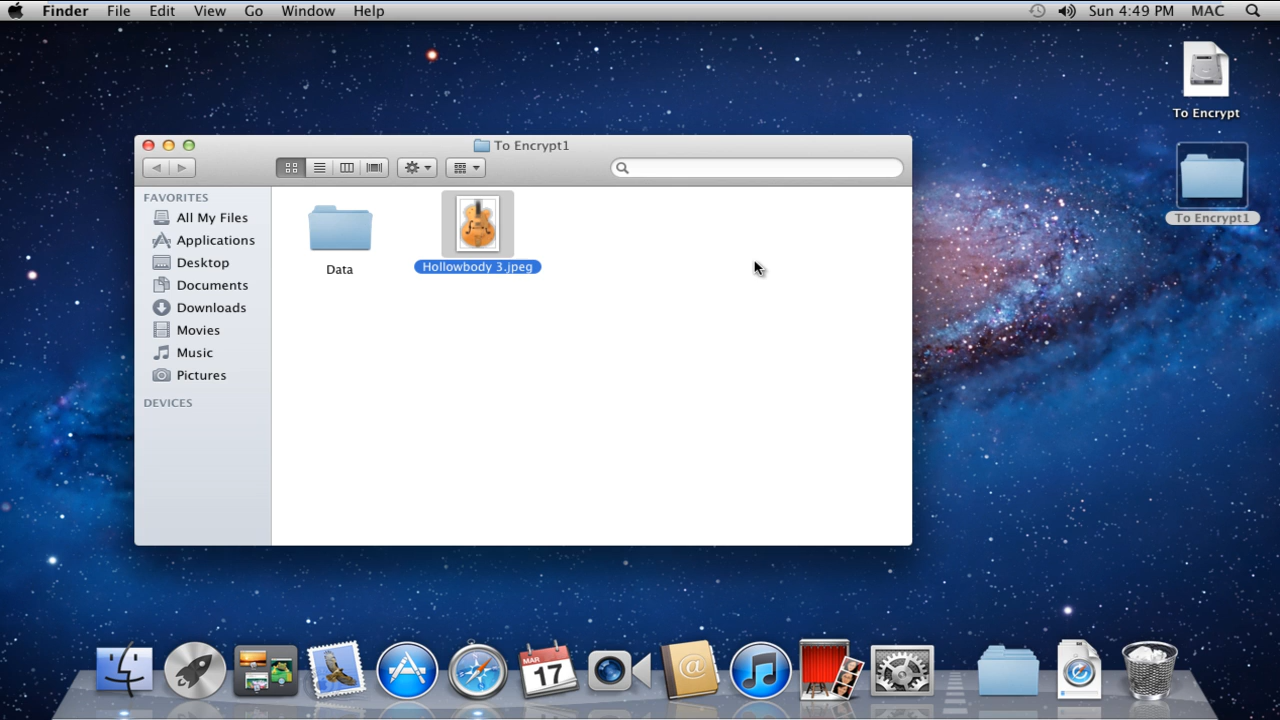 Finder File Edit View Go Window Help Sun 4:49 PM MAC
To Encrypt
To Encrypt1
To Encrypt1
FAVORITES
All My Files
Applications
Desktop
Documents
Downloads
Movies
Music
Pictures
DEVICES
Data
Hollowbody 3.jpeg
MAR
17